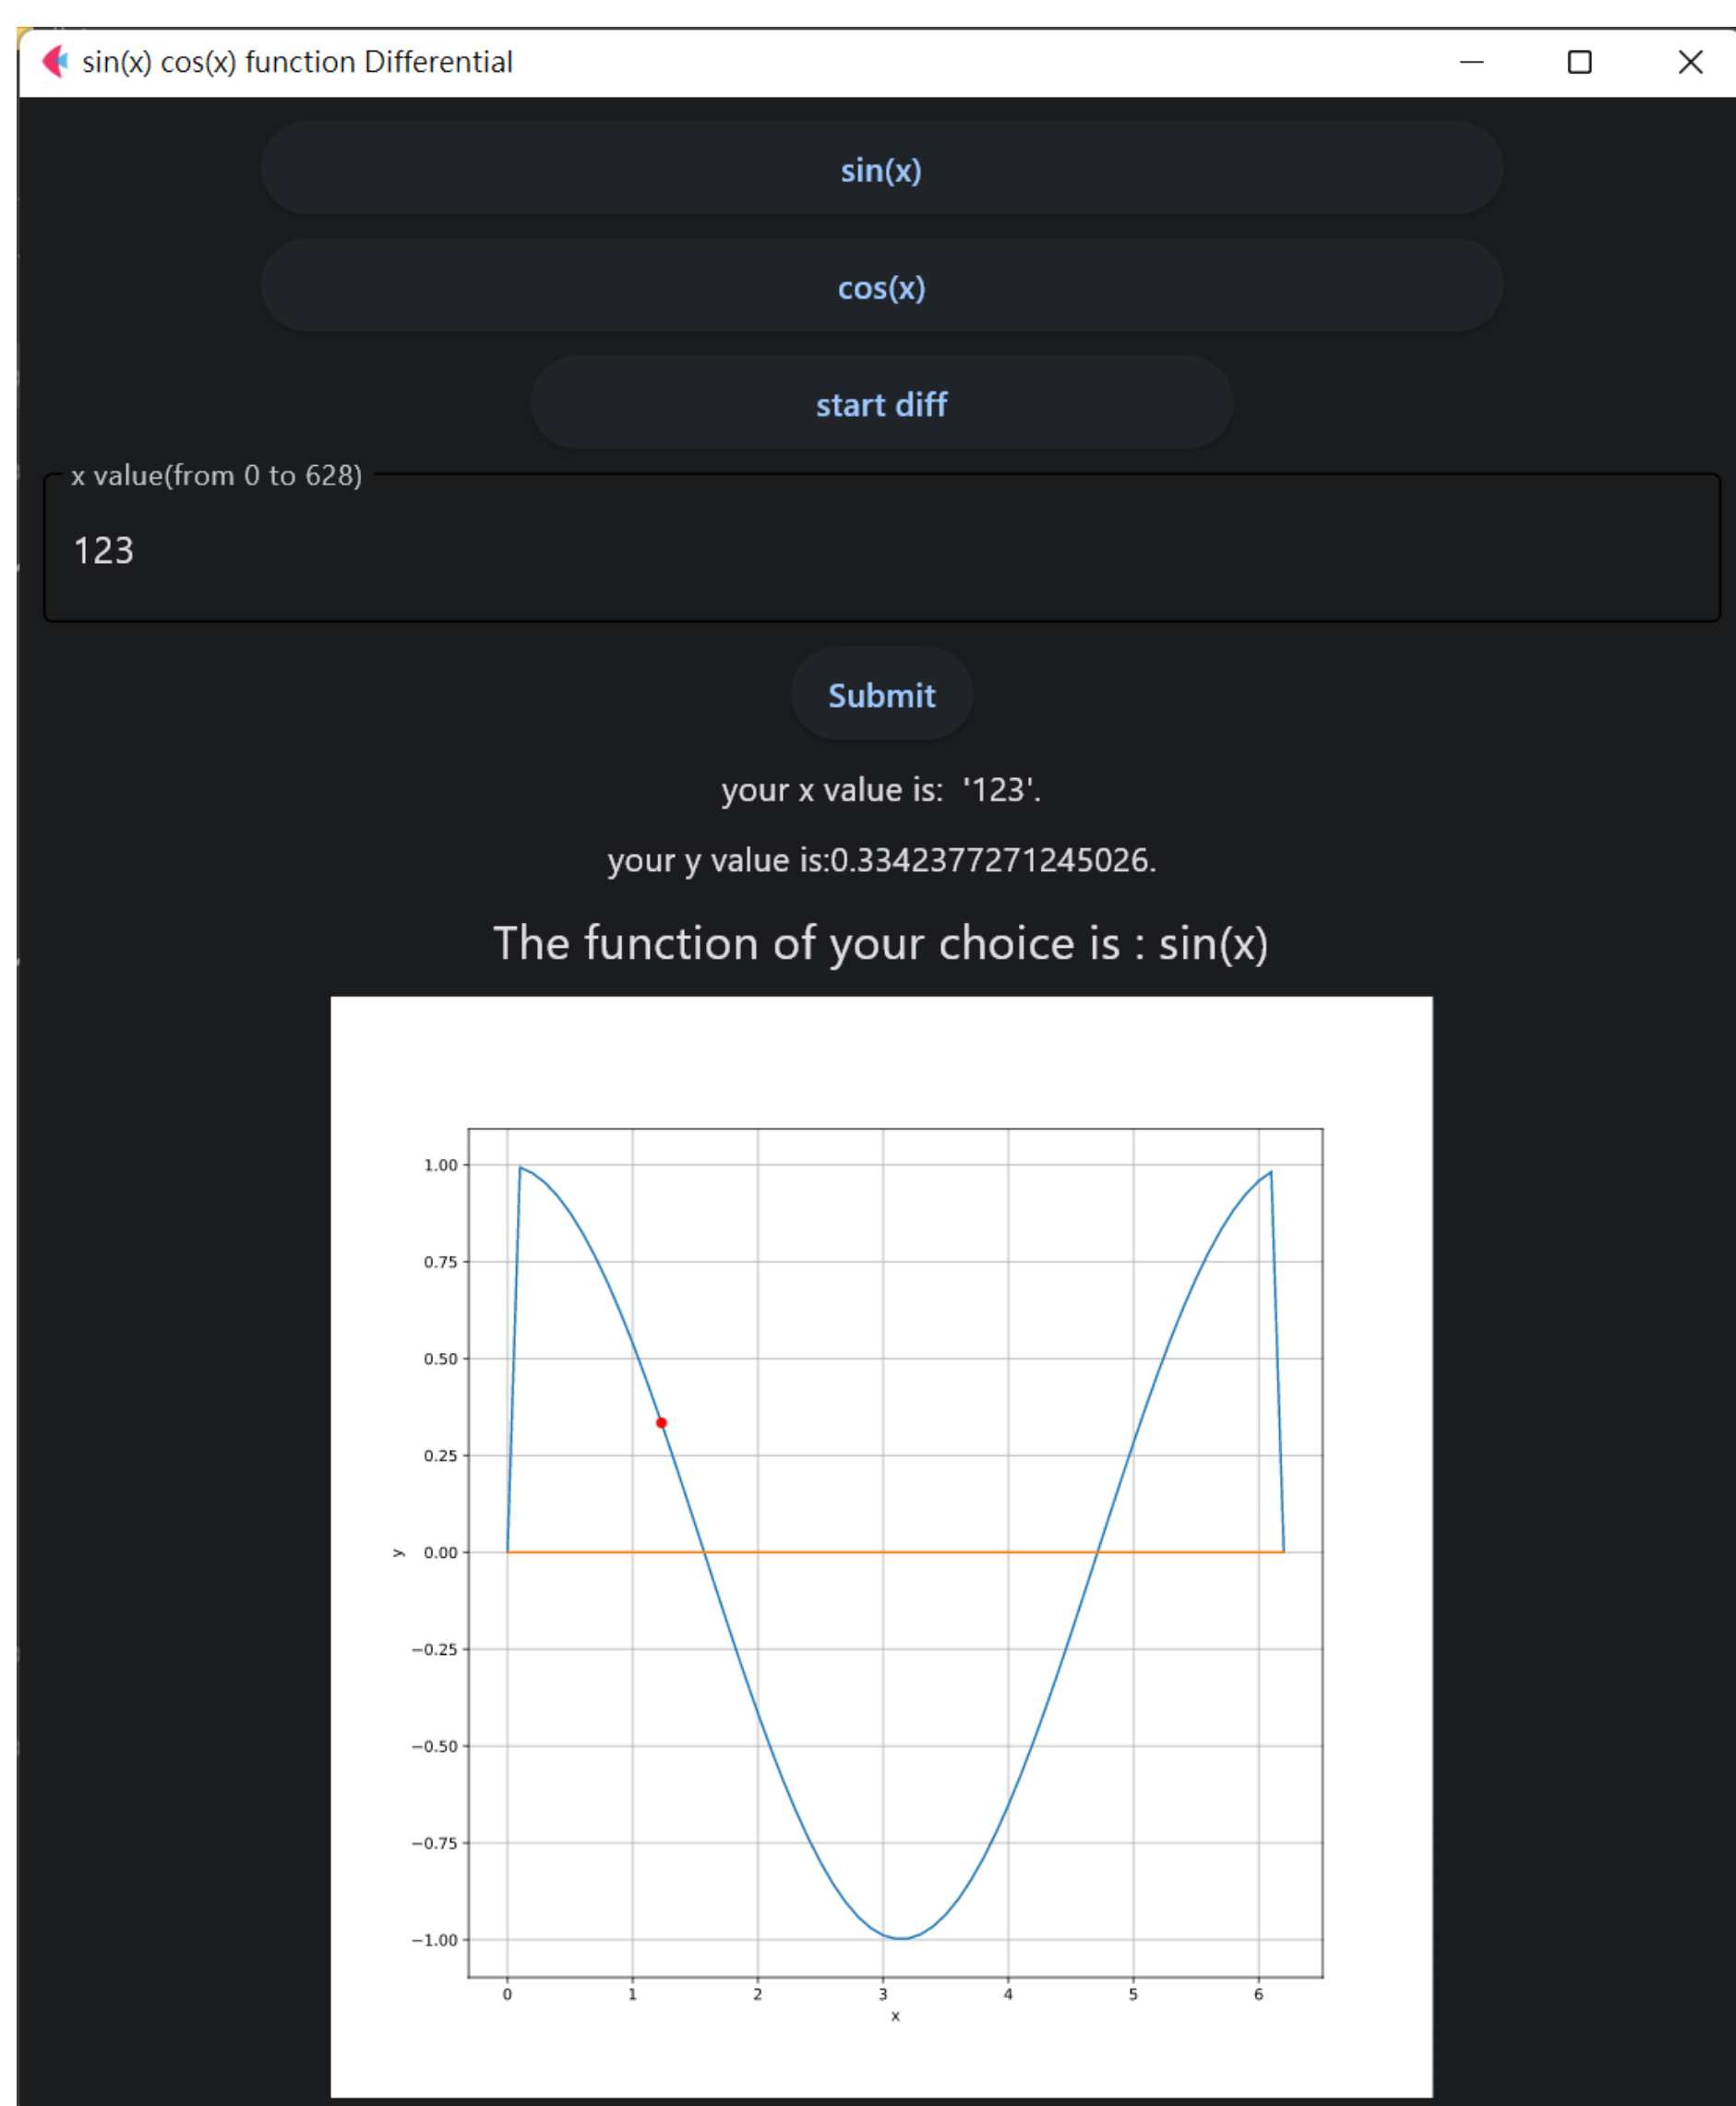 sin(x) cos(x) function Differential
sin(x)
cos(x)
start diff
x value(from 0 to 628)
123
Submit
your x value is:  '123'.
your y value is:0.3342377271245026.
The function of your choice is : sin(x)
1.00
0.75
0.50
0.25
y 0.00
−0.25
−0.50
−0.75
−1.00
0 1 2 3 4 5 6
x